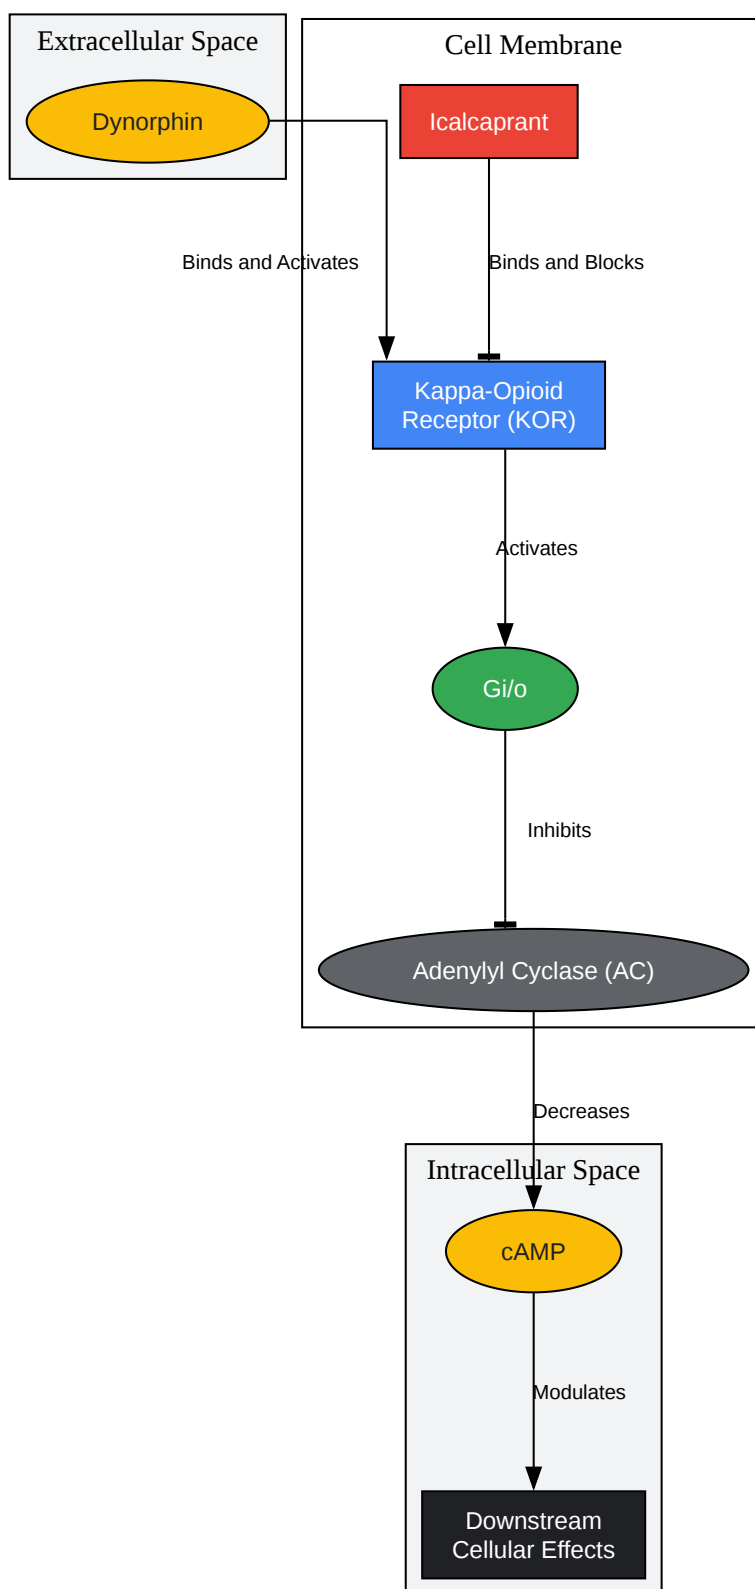 Extracellular Space
Cell Membrane
Dynorphin
Icalcaprant
Binds and Activates
Binds and Blocks
Kappa-Opioid
Receptor (KOR)
Activates
Gi/o
Inhibits
Adenylyl Cyclase (AC)
Decreases
Intracellular Space
cAMP
Modulates
Downstream
Cellular Effects